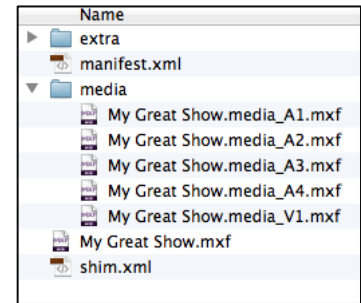 Name
extra
manifest.xml
media
My Great Show.media_A1.mxf
My Great Show.media_A2.mxf
My Great Show.media_A3.mxf
My Great Show.media_A4.mxf
My Great Show.media_V1.mxf
My Great Show.mxf
shim.xml